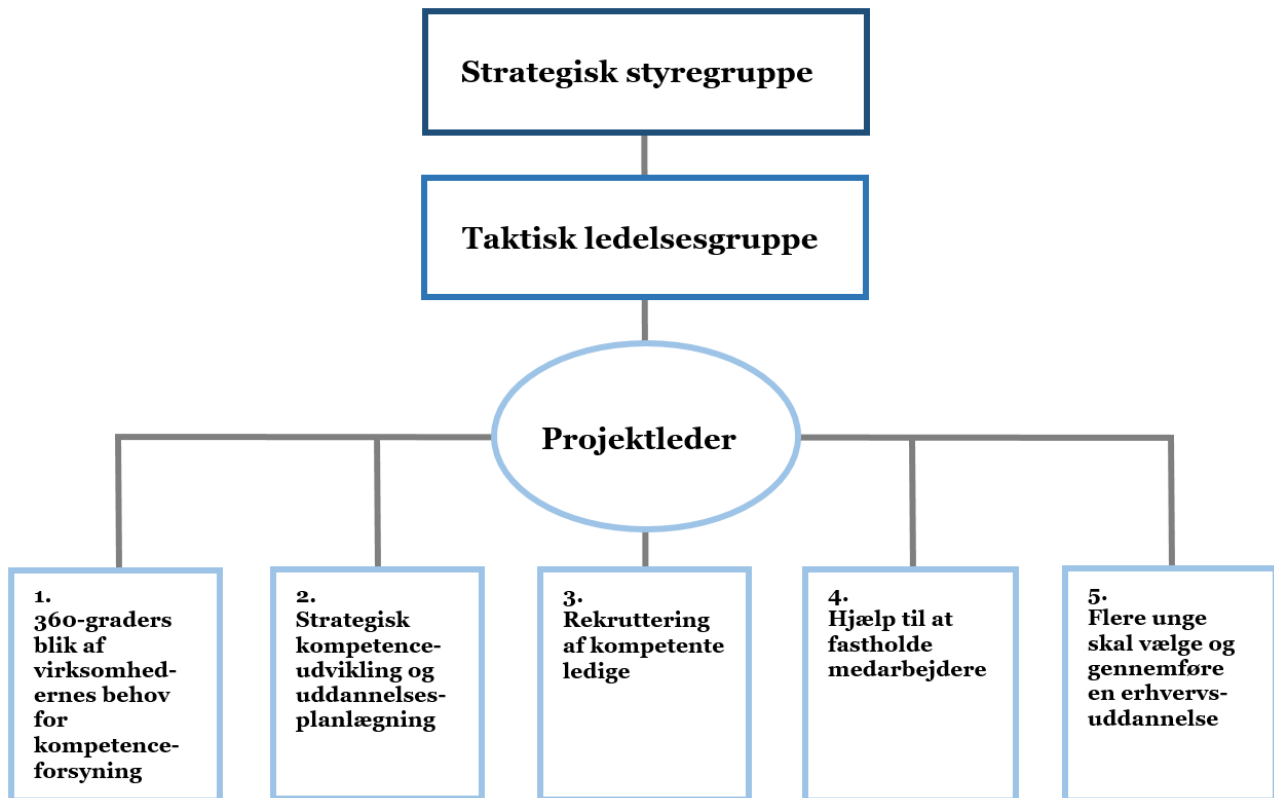 Strategisk styregruppe
Taktisk ledelsesgruppe
Projektleder
1.
360-graders
blik af
virksomhed-
ernes behov
for
kompetence-
forsyning
2.
Strategisk
kompetence-
udvikling og
uddannelses-
planlægning
3.
Rekruttering
af kompetente
ledige
4.
Hjælp til at
fastholde
medarbejdere
5.
Flere unge
skal vælge og
gennemføre
en erhvervs-
uddannelse